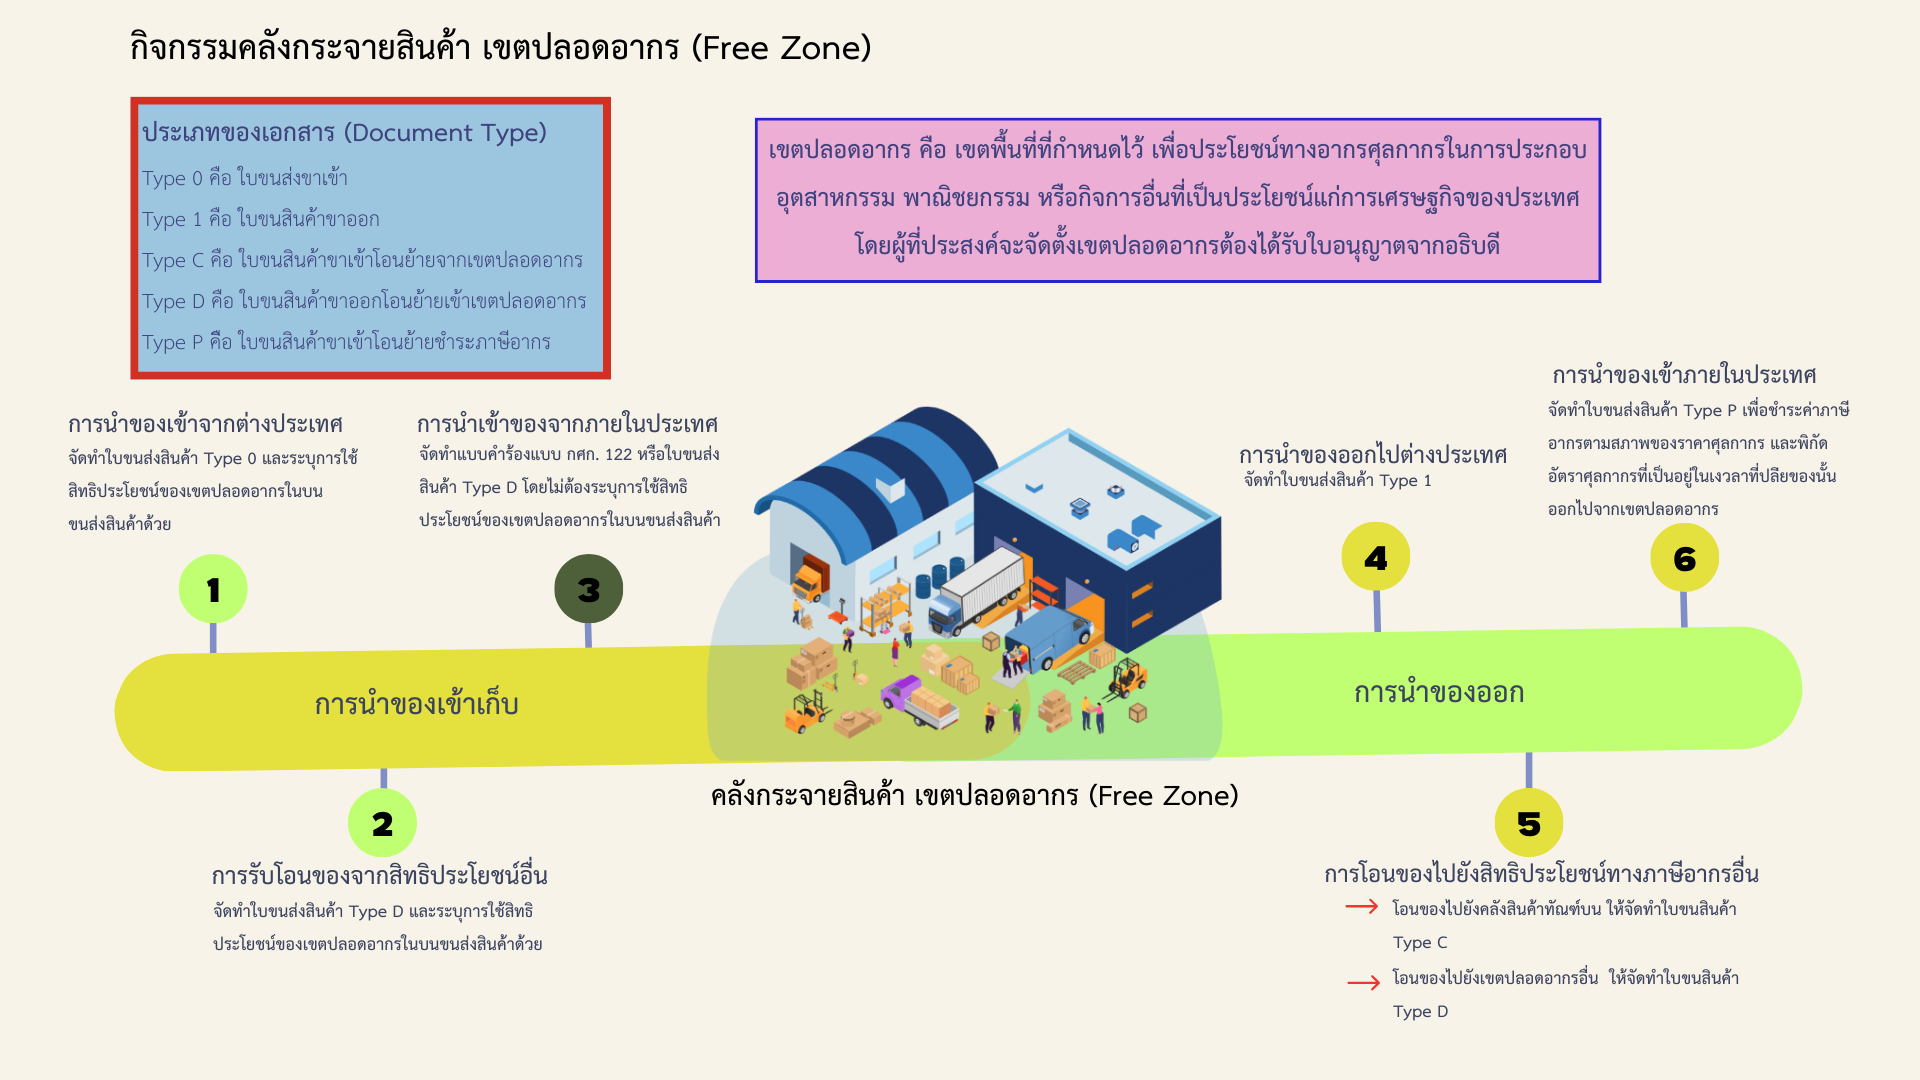 กิจกรรมคลังกระจายสินค้า เขตปลอดอากร (Free Zone)
ประเภทของเอกสาร (Document Type)
Type 0 คือ ใบขนส่งขาเข้า
Type 1 คือ ใบขนสินค้าขาออก
Type C คือ ใบขนสินค้าขาเข้าโอนย้ายจากเขตปลอดอากร
Type D คือ ใบขนสินค้าขาออกโอนย้ายเข้าเขตปลอดอากร
Type P คือ ใบขนสินค้าขาเข้าโอนย้ายชำระภาษีอากร
เขตปลอดอากร คือ เขตพื้นที่ที่กำหนดไว้ เพื่อประโยชน์ทางอากรศุลกากรในการประกอบ
อุตสาหกรรม พาณิชยกรรม หรือกิจการอื่นที่เป็นประโยชน์แก่การเศรษฐกิจของประเทศ
โดยผู้ที่ประสงค์จะจัดตั้งเขตปลอดอากรต้องได้รับใบอนุญาตจากอธิบดี
การนำของเข้าจากต่างประเทศ
จัดทำใบขนส่งสินค้า Type 0 และระบุการใช้
สิทธิประโยชน์ของเขตปลอดอากรในบน
ขนส่งสินค้าด้วย
1
การนำเข้าของจากภายในประเทศ
จัดทำแบบคำร้องแบบ กศก. 122 หรือใบขนส่ง
สินค้า Type D โดยไม่ต้องระบุการใช้สิทธิ
ประโยชน์ของเขตปลอดอากรในบนขนส่งสินค้า
3
การนำของออกไปต่างประเทศ
จัดทำใบขนส่งสินค้า Type 1
4
การนำของเข้าภายในประเทศ
จัดทำใบขนส่งสินค้า Type P เพื่อชำระค่าภาษี
อากรตามสภาพของราคาศุลกากร และพิกัด
อัตราศุลกากรที่เป็นอยู่ในเงวลาที่ปลียของนั้น
ออกไปจากเขตปลอดอากร
6
การนำของเข้าเก็บ
การนำของออก
คลังกระจายสินค้า เขตปลอดอากร (Free Zone)
2
การรับโอนของจากสิทธิประโยชน์อื่น
จัดทำใบขนส่งสินค้า Type D และระบุการใช้สิทธิ
ประโยชน์ของเขตปลอดอากรในบนขนส่งสินค้าด้วย
5
การโอนของไปยังสิทธิประโยชน์ทางภาษีอากรอื่น
โอนของไปยังคลังสินค้าทัณฑ์บน ให้จัดทำใบขนสินค้า
Type C
โอนของไปยังเขตปลอดอากรอื่น ให้จัดทำใบขนสินค้า
Type D